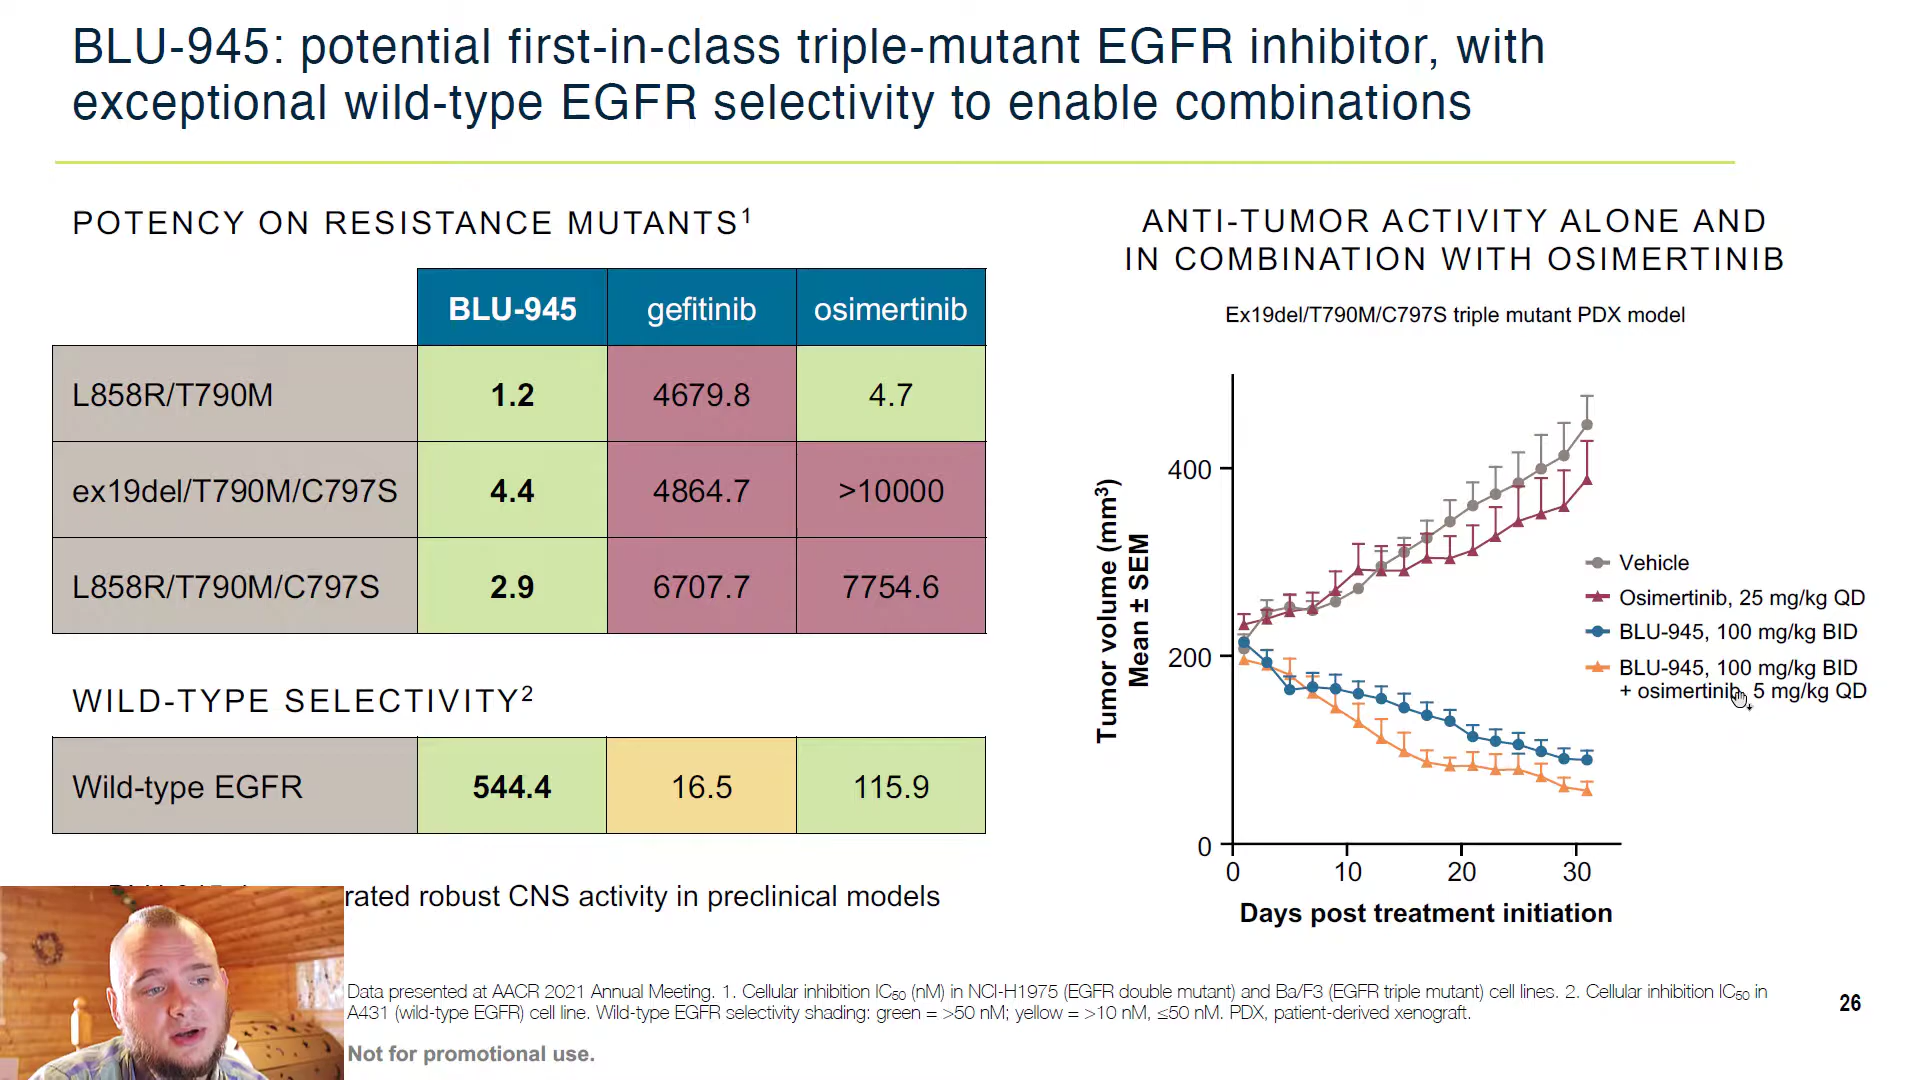 BLU-945: potential first-in-class triple-mutant EGFR inhibitor, with
exceptional wild-type EGFR selectivity to enable combinations
POTENCY ON RESISTANCE MUTANTS¹
BLU-945 gefitinib osimertinib
L858R/T790M 1.2 4679.8 4.7
ex19del/T790M/C797S 4.4 4864.7 >10000
L858R/T790M/C797S 2.9 6707.7 7754.6
WILD-TYPE SELECTIVITY²
Wild-type EGFR 544.4 16.5 115.9
rated robust CNS activity in preclinical models
ANTI-TUMOR ACTIVITY ALONE AND
IN COMBINATION WITH OSIMERTINIB
Ex19del/T790M/C797S triple mutant PDX model
Tumor volume (mm³)
Mean ± SEM
400
200
0
0 10 20 30
Days post treatment initiation
Vehicle
Osimertinib, 25 mg/kg QD
BLU-945, 100 mg/kg BID
BLU-945, 100 mg/kg BID
+ osimertinib, 5 mg/kg QD
Data presented at AACR 2021 Annual Meeting. 1. Cellular inhibition IC₅₀ (nM) in NCI-H1975 (EGFR double mutant) and Ba/F3 (EGFR triple mutant) cell lines. 2. Cellular inhibition IC₅₀ in
A431 (wild-type EGFR) cell line. Wild-type EGFR selectivity shading: green = >50 nM; yellow = >10 nM, ≤50 nM. PDX, patient-derived xenograft.
Not for promotional use.
26